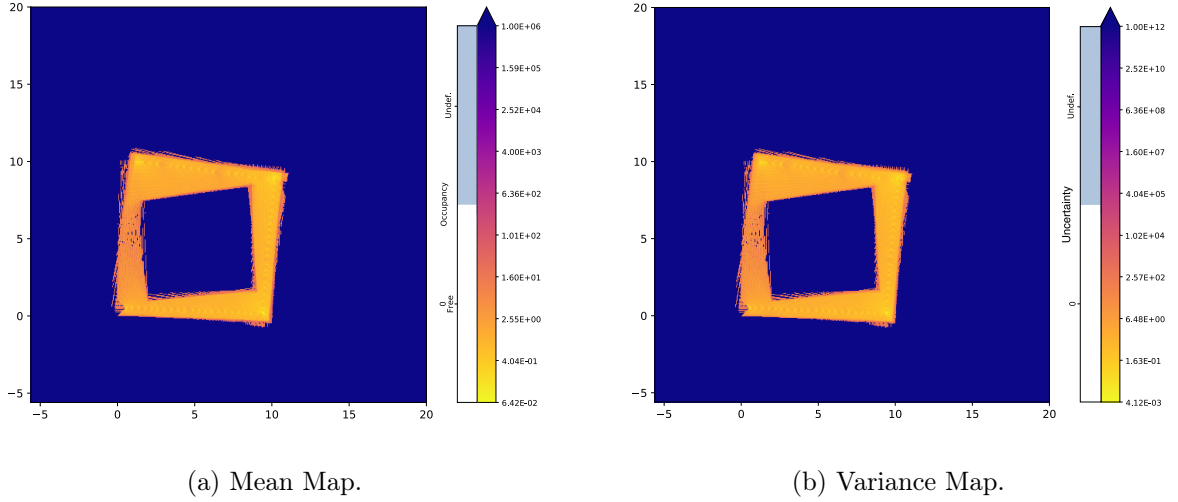 20
15
10
5
0
−5
−5
0
5
10
15
20
Undef.
Occupancy
0
Free
1.00E+06
1.59E+05
2.52E+04
4.00E+03
6.36E+02
1.01E+02
1.60E+01
2.55E+00
4.04E-01
6.42E-02
(a) Mean Map.
20
15
10
5
0
−5
−5
0
5
10
15
20
Undef.
Uncertainty
0
1.00E+12
2.52E+10
6.36E+08
1.60E+07
4.04E+05
1.02E+04
2.57E+02
6.48E+00
1.63E-01
4.12E-03
(b) Variance Map.